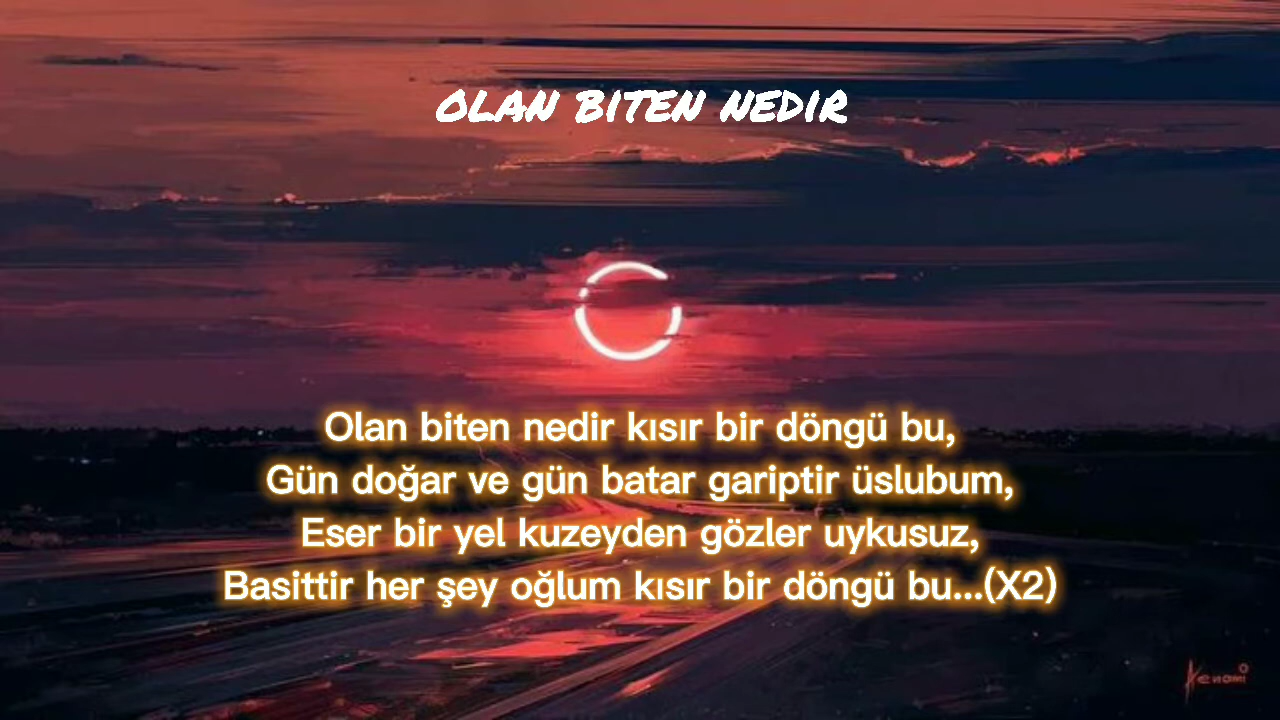 OLAN BITEN NEDIR
Olan biten nedir kısır bir döngü bu,
Gün doğar ve gün batar gariptir üslubum,
Eser bir yel kuzeyden gözler uykusuz,
Basittir her şey oğlum kısır bir döngü bu...(X2)